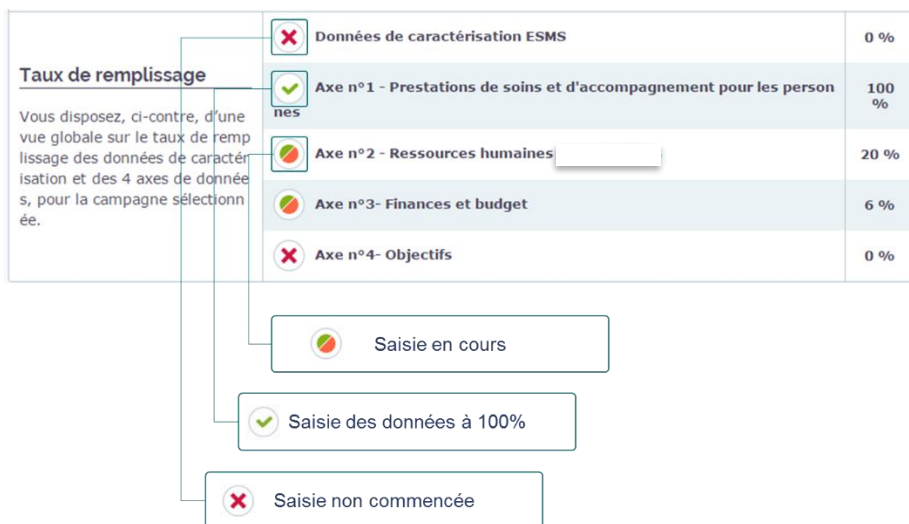 Taux de remplissage
Vous disposez, ci-contre, d'une
vue globale sur le taux de remp
lissage des données de caractér
isation et des 4 axes de donnée
s, pour la campagne sélectionn
ée.
Données de caractérisation ESMS
0 %
Axe n°1 - Prestations de soins et d'accompagnement pour les person
nes
100
%
Axe n°2 - Ressources humaines
20 %
Axe n°3- Finances et budget
6 %
Axe n°4- Objectifs
0 %
Saisie en cours
Saisie des données à 100%
Saisie non commencée